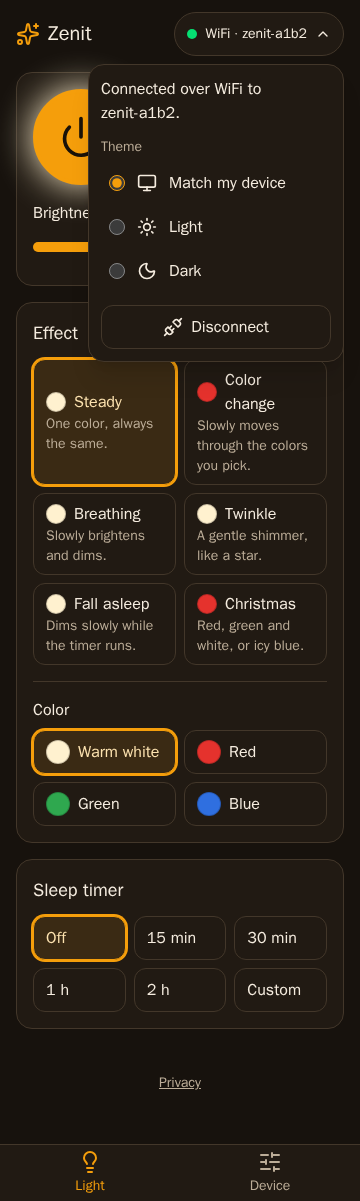 Zenit
WiFi · zenit-a1b2
Connected over WiFi to
zenit-a1b2.
Theme
Match my device
Light
Dark
Disconnect
Effect
Steady
One color, always
the same.
Color
change
Slowly moves
through the colors
you pick.
Breathing
Slowly brightens
and dims.
Twinkle
A gentle shimmer,
like a star.
Fall asleep
Dims slowly while
the timer runs.
Christmas
Red, green and
white, or icy blue.
Color
Warm white
Red
Green
Blue
Sleep timer
Off
15 min
30 min
1 h
2 h
Custom
Privacy
Light
Device